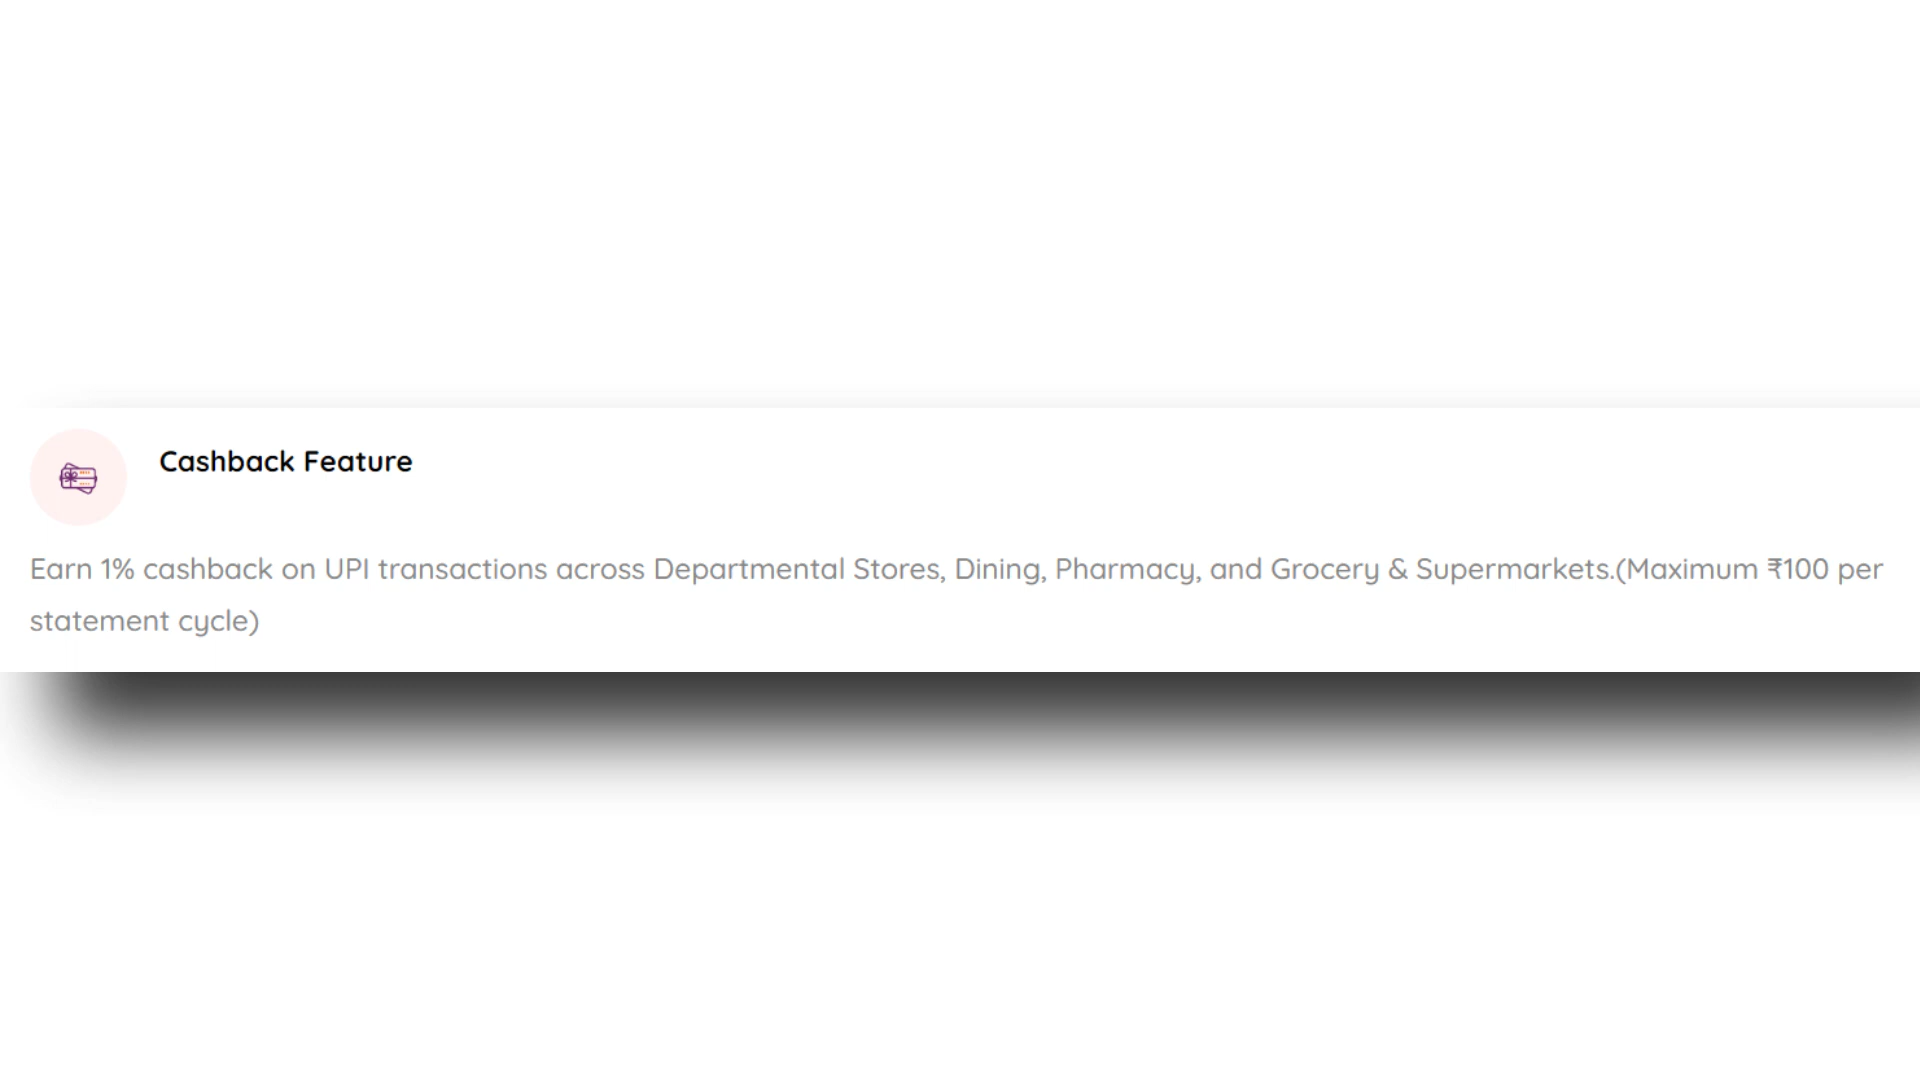 Cashback Feature
Earn 1% cashback on UPI transactions across Departmental Stores, Dining, Pharmacy, and Grocery & Supermarkets.(Maximum ₹100 per
statement cycle)